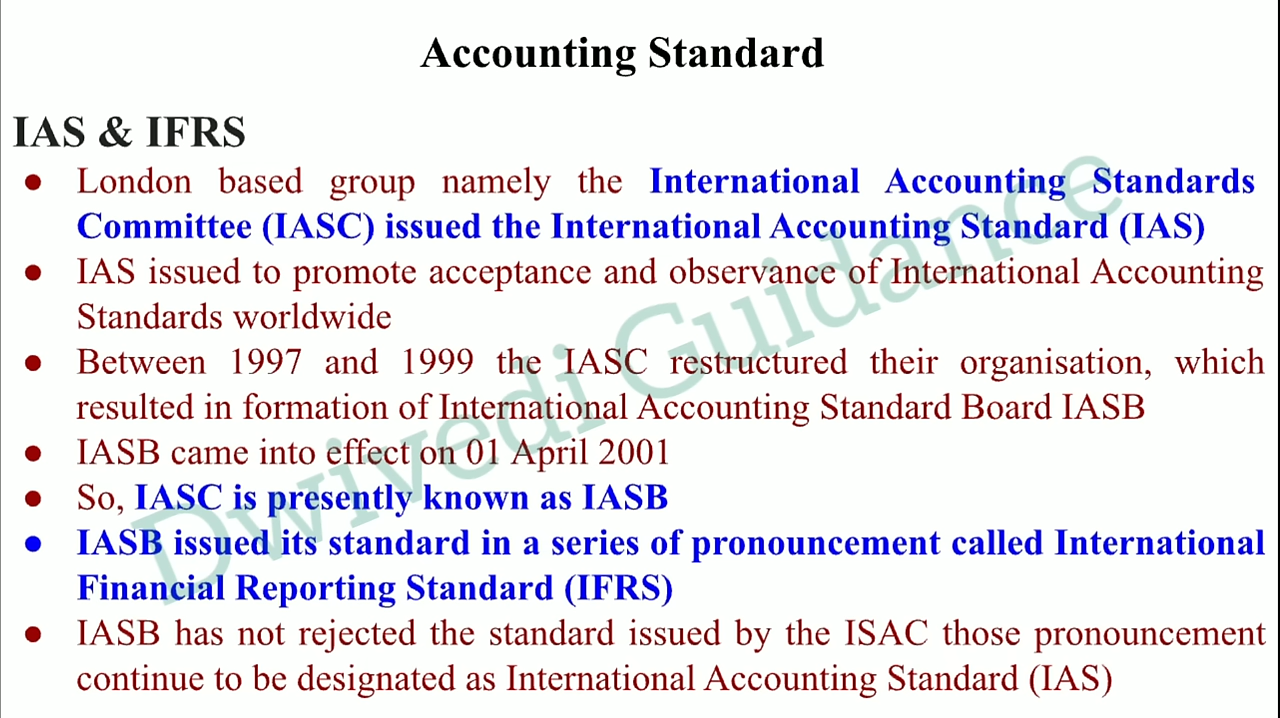 Accounting Standard
IAS & IFRS
● London based group namely the International Accounting Standards
Committee (IASC) issued the International Accounting Standard (IAS)
● IAS issued to promote acceptance and observance of International Accounting
Standards worldwide
● Between 1997 and 1999 the IASC restructured their organisation, which
resulted in formation of International Accounting Standard Board IASB
● IASB came into effect on 01 April 2001
● So, IASC is presently known as IASB
● IASB issued its standard in a series of pronouncement called International
Financial Reporting Standard (IFRS)
● IASB has not rejected the standard issued by the ISAC those pronouncement
continue to be designated as International Accounting Standard (IAS)
Dwivedi Guidance